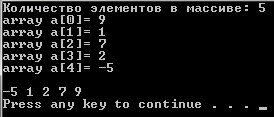 Количество элементов в массиве: 5
array a[0]= 9
array a[1]= 1
array a[2]= 7
array a[3]= 2
array a[4]= -5
-5 1 2 7 9
Press any key to continue . . . _